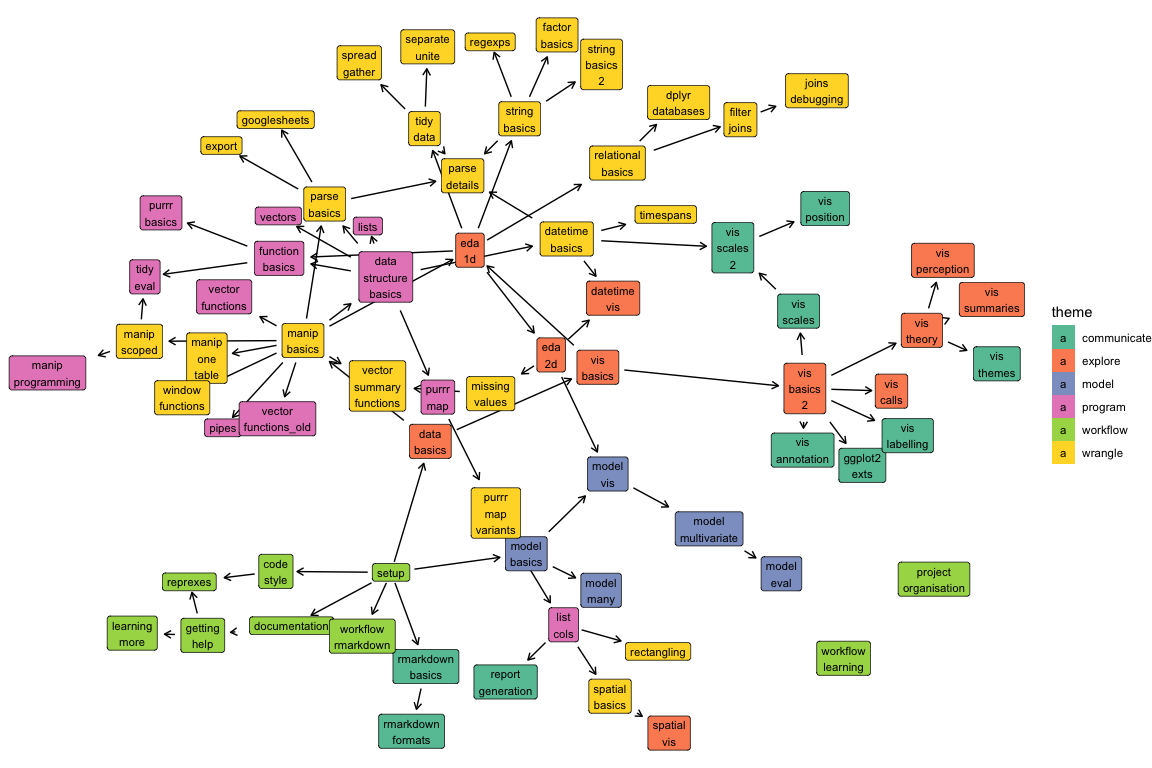 factor
basics
separate
unite
regexps
spread
gather
string
basics
2
joins
debugging
dplyr
databases
filter
joins
googlesheets
string
basics
tidy
data
export
relational
basics
parse
details
purrr
basics
parse
basics
vectors
lists
timespans
vis
position
datetime
basics
vis
scales
2
eda
1d
function
basics
data
structure
basics
vis
perception
tidy
eval
vector
functions
datetime
vis
vis
summaries
vis
scales
theme
vis
theory
a
communicate
a
explore
a
model
a
program
a
workflow
a
wrangle
manip
scoped
manip
basics
manip
one
table
eda
2d
vis
basics
vis
themes
manip
programming
vector
summary
functions
vis
basics
2
vis
calls
window
functions
purrr
map
missing
values
pipes
vector
functions_old
data
basics
vis
labelling
vis
annotation
ggplot2
exts
model
vis
purrr
map
variants
model
multivariate
model
basics
code
style
setup
reprexes
model
eval
project
organisation
model
many
learning
more
getting
help
documentation
workflow
rmarkdown
list
cols
rectangling
rmarkdown
basics
workflow
learning
report
generation
spatial
basics
rmarkdown
formats
spatial
vis